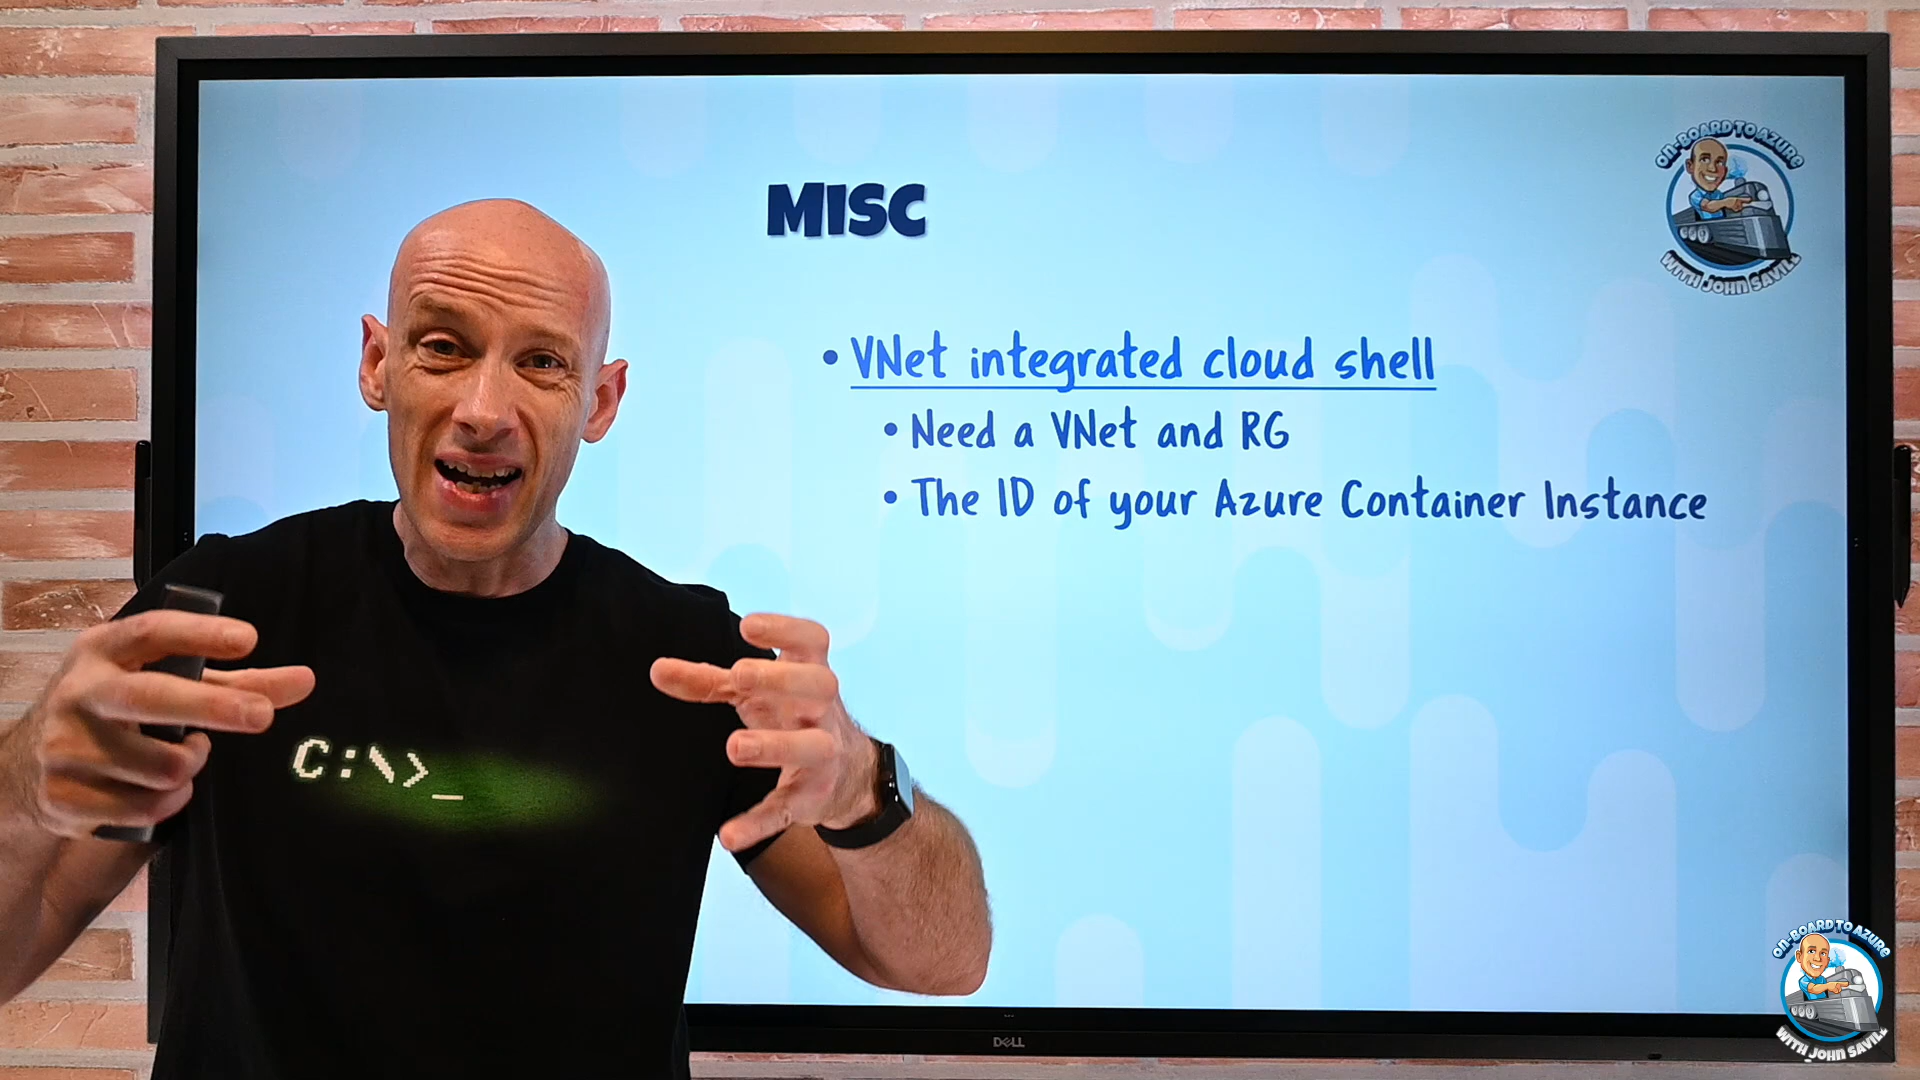 ON-BOARD TO AZURE
WITH JOHN SAVILL
MISC
• VNet integrated cloud shell
• Need a VNet and RG
• The ID of your Azure Container Instance
C:\>_
DELL
ON-BOARD TO AZURE
WITH JOHN SAVILL